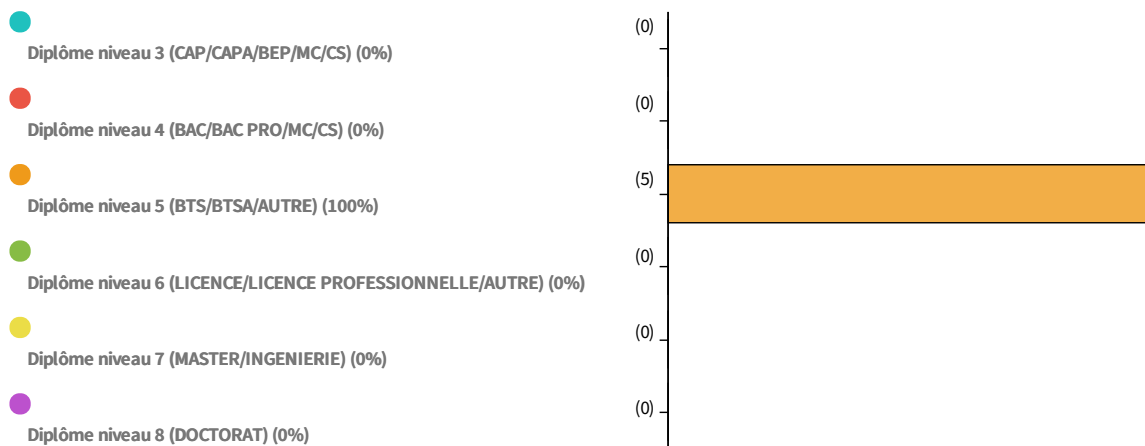 (0)
Diplôme niveau 3 (CAP/CAPA/BEP/MC/CS) (0%)
(0)
Diplôme niveau 4 (BAC/BAC PRO/MC/CS) (0%)
(5)
Diplôme niveau 5 (BTS/BTSA/AUTRE) (100%)
(0)
Diplôme niveau 6 (LICENCE/LICENCE PROFESSIONNELLE/AUTRE) (0%)
(0)
Diplôme niveau 7 (MASTER/INGENIERIE) (0%)
(0)
Diplôme niveau 8 (DOCTORAT) (0%)